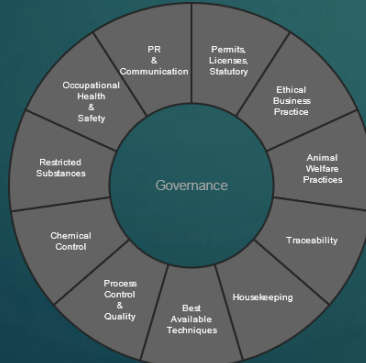 PR
&
Communication
Permits,
Licenses,
Statutory
Ethical
Business
Practice
Animal
Welfare
Practices
Traceability
Housekeeping
Best
Available
Techniques
Process
Control
&
Quality
Chemical
Control
Restricted
Substances
Occupational
Health
&
Safety
Governance